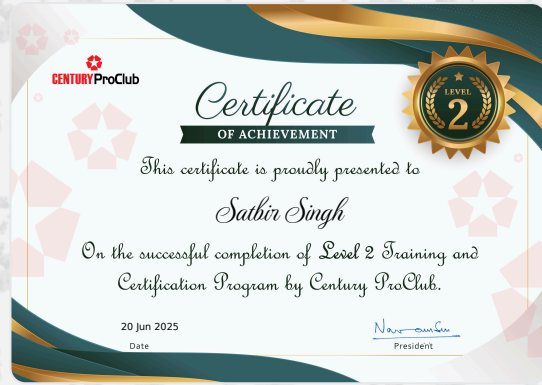 CENTURY ProClub
Certificate
OF ACHIEVEMENT
LEVEL
2
This certificate is proudly presented to
Satbir Singh
On the successful completion of Level 2 Training and
Certification Program by Century ProClub.
20 Jun 2025
Date
President